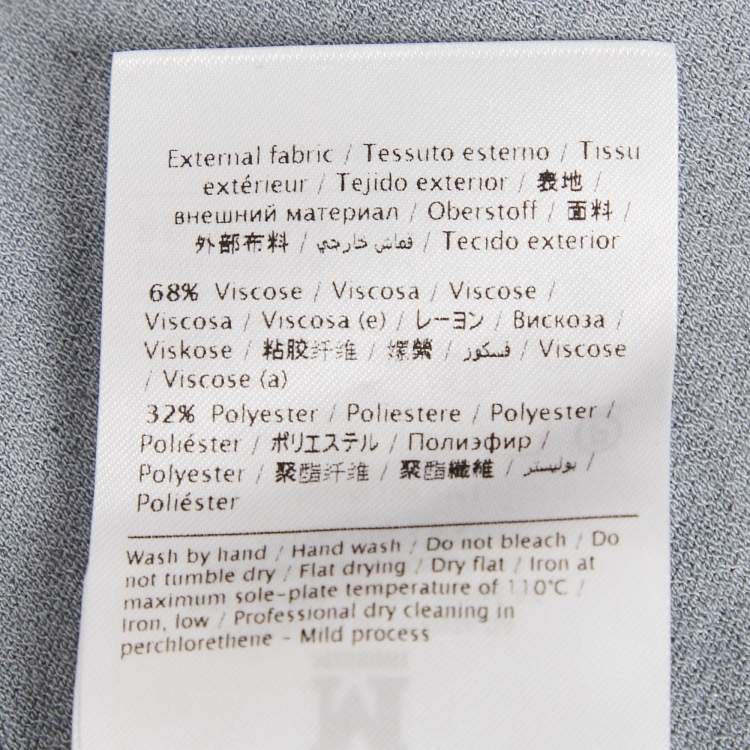 External fabric / Tessuto esterno / Tissu
extérieur / Tejido exterior / 表地 /
внешний материал / Oberstoff / 面料 /
外部布料 / قماش خارجي / Tecido exterior
68% Viscose / Viscosa / Viscose /
Viscosa / Viscosa (e) / レーヨン / Вискоза /
Viskose / 粘胶纤维 / 嫘縈 / فسكوز / Viscose
/ Viscose (a)
32% Polyester / Poliestere / Polyester /
Poliéster / ポリエステル / Полиэфир /
Polyester / 聚酯纤维 / 聚酯纖維 / بوليستر /
Poliéster
Wash by hand / Hand wash / Do not bleach / Do
not tumble dry / Flat drying / Dry flat / Iron at
maximum sole-plate temperature of 110°C /
Iron, low / Professional dry cleaning in
perchlorethene - Mild process